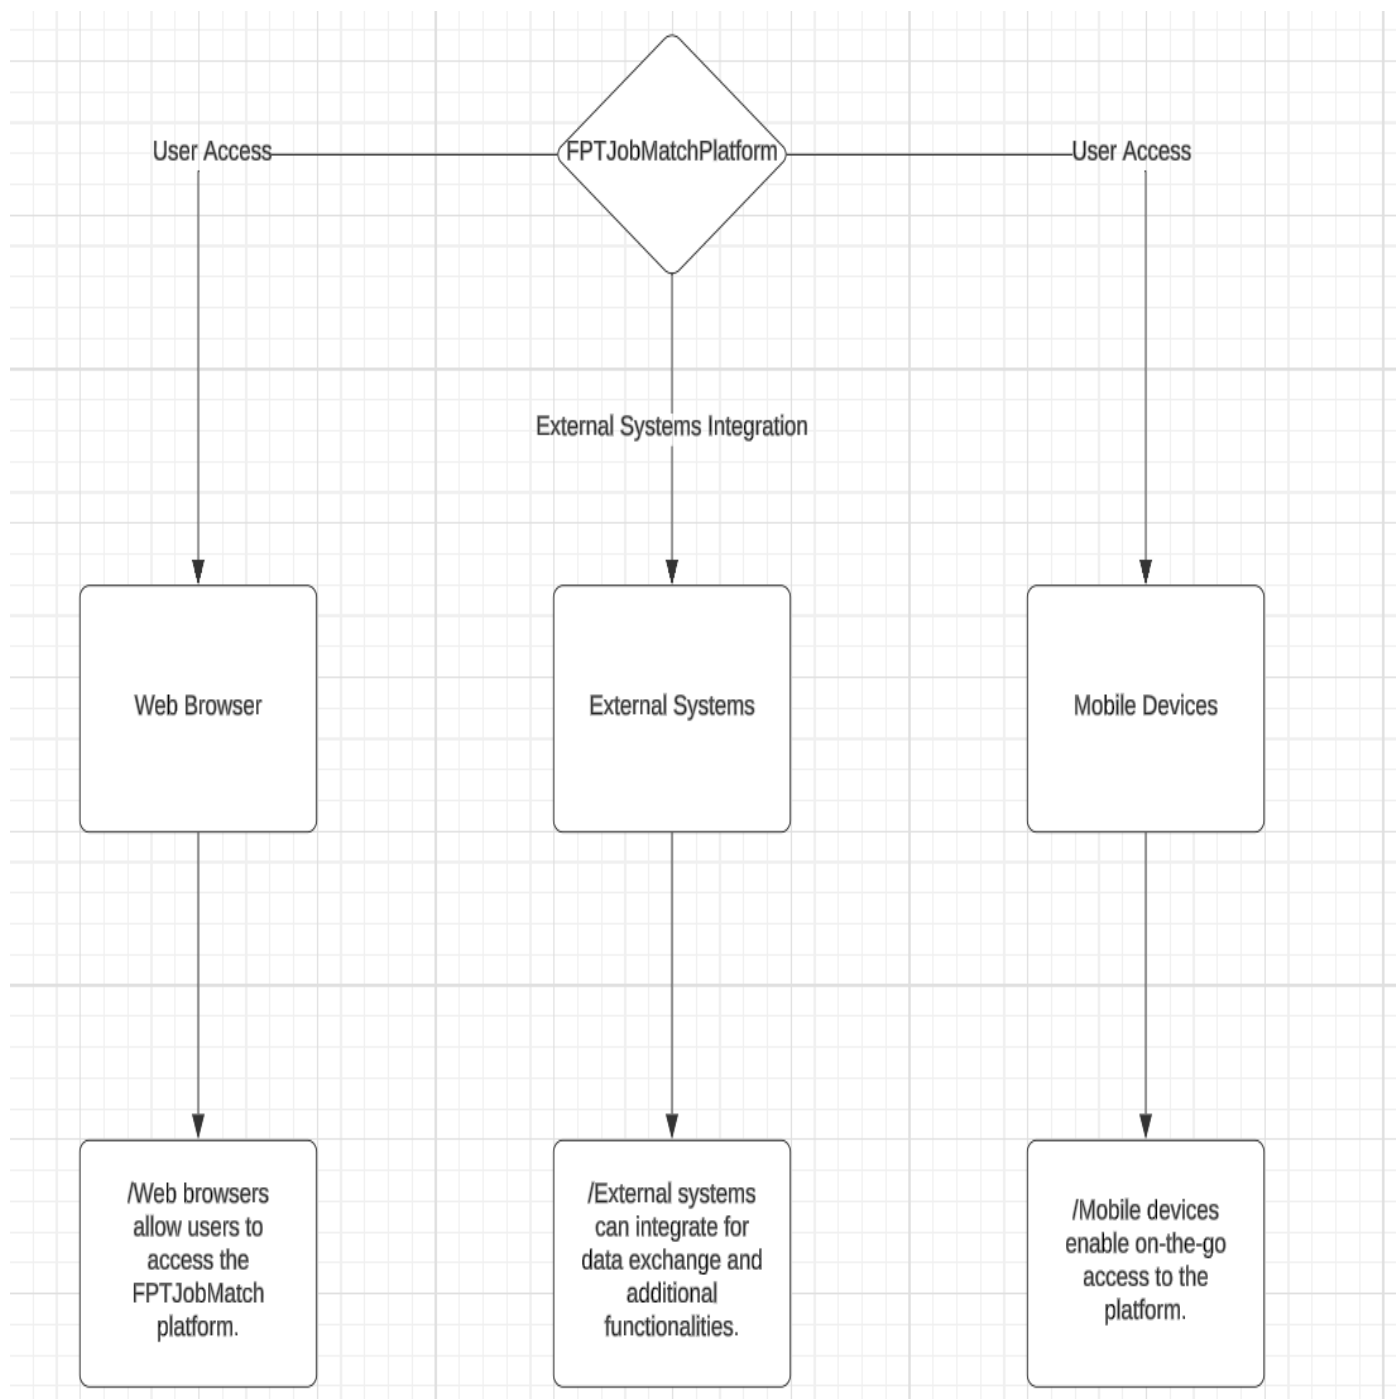 User Access
FPTJobMatchPlatform
User Access
External Systems Integration
Web Browser
External Systems
Mobile Devices
/Web browsers
allow users to
access the
FPTJobMatch
platform.
/External systems
can integrate for
data exchange and
additional
functionalities.
/Mobile devices
enable on-the-go
access to the
platform.